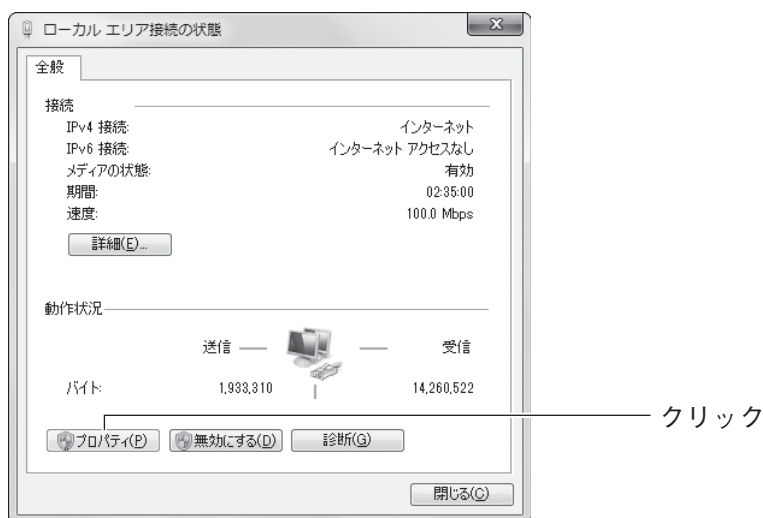 ローカル エリア接続の状態
全般
接続
IPv4 接続: インターネット
IPv6 接続: インターネット アクセスなし
メディアの状態: 有効
期間: 02:35:00
速度: 100.0 Mbps
詳細(E)...
動作状況
送信 受信
バイト: 1,933,310 14,260,522
クリック
プロパティ(P) 無効にする(D) 診断(G)
閉じる(C)